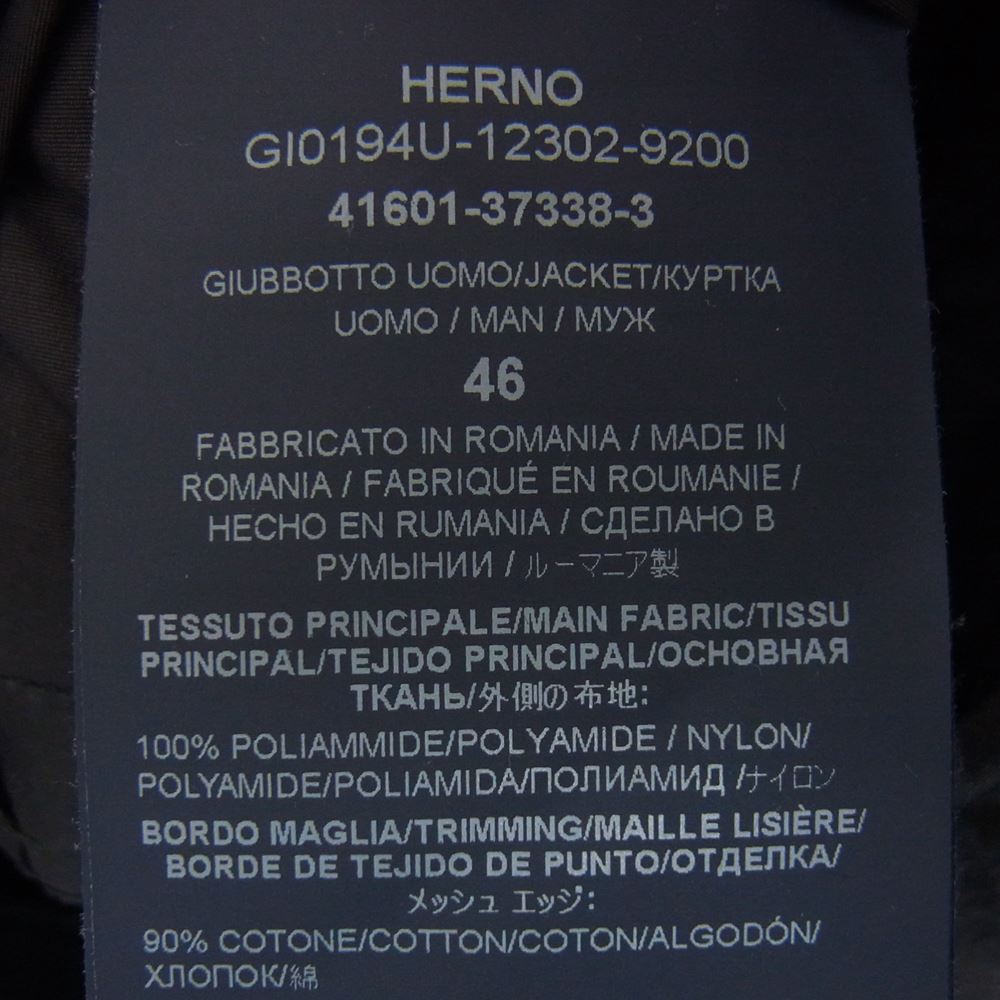 HERNO
GI0194U-12302-9200
41601-37338-3
GIUBBOTTO UOMO/JACKET/КУРТКА
UOMO / MAN / МУЖ
46
FABBRICATO IN ROMANIA / MADE IN
ROMANIA / FABRIQUÉ EN ROUMANIE /
HECHO EN RUMANIA / СДЕЛАНО В
РУМЫНИИ / ルーマニア製
TESSUTO PRINCIPALE/MAIN FABRIC/TISSU
PRINCIPAL/TEJIDO PRINCIPAL/ОСНОВНАЯ
ТКАНЬ/外側の布地:
100% POLIAMMIDE/POLYAMIDE / NYLON/
POLYAMIDE/POLIAMIDA/ПОЛИАМИД /ナイロン
BORDO MAGLIA/TRIMMING/MAILLE LISIÈRE/
BORDE DE TEJIDO DE PUNTO/ОТДЕЛКА/
メッシュ エッジ:
90% COTONE/COTTON/COTON/ALGODÓN/
ХЛОПОК/綿